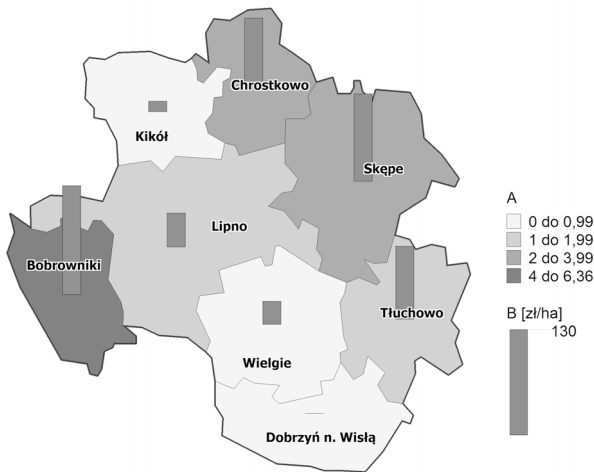 Chrostkowo
Kikół
Skępe
Lipno
Bobrowniki
Tłuchowo
Wielgie
Dobrzyń n. Wisłą
A
0 do 0,99
1 do 1,99
2 do 3,99
4 do 6,36
B [zł/ha]
130